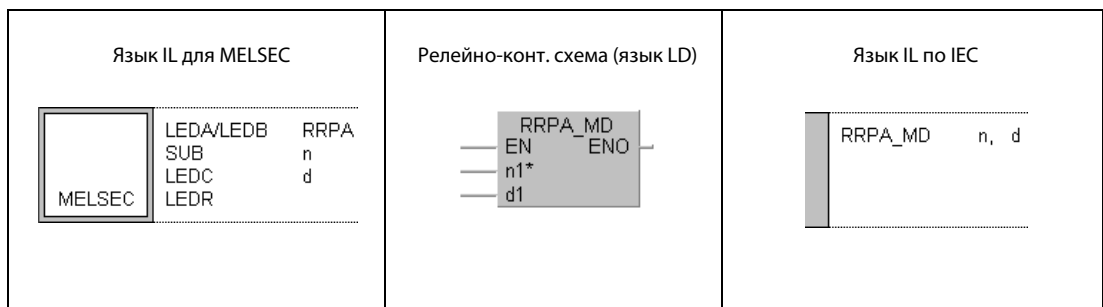 Язык IL для MELSEC
MELSEC
LEDA/LEDB RRPA
SUB n
LEDC d
LEDR
Релейно-конт. схема (язык LD)
RRPA_MD
EN ENO
n1*
d1
Язык IL по IEC
RRPA_MD n, d